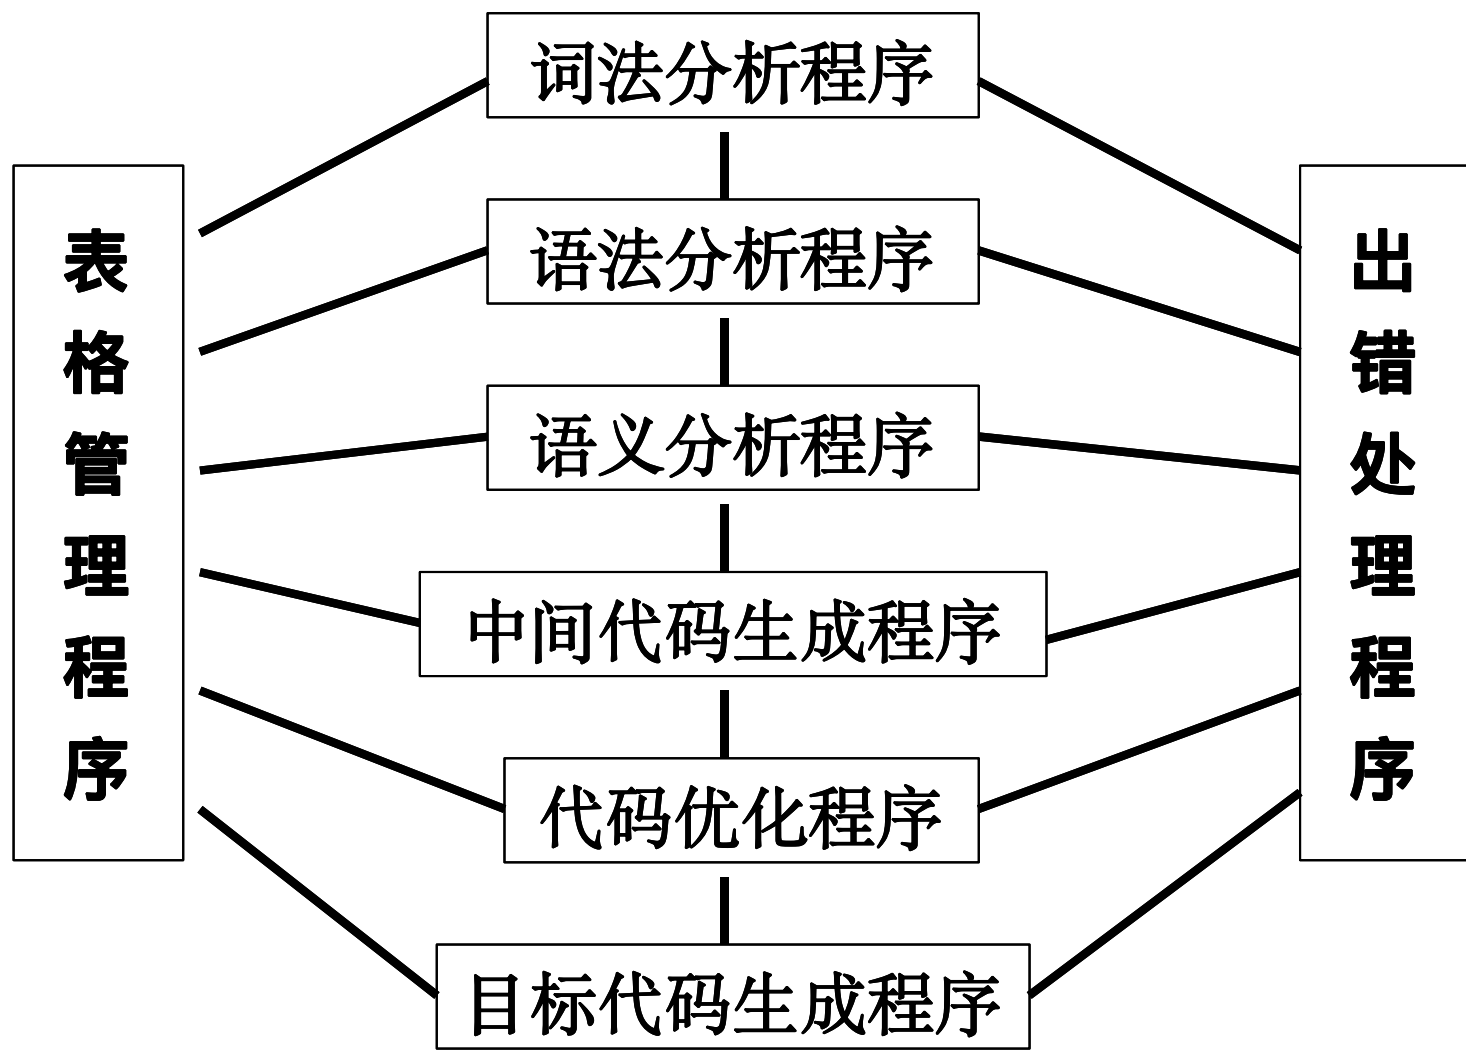 词法分析程序
语法分析程序
语义分析程序
中间代码生成程序
代码优化程序
目标代码生成程序
表格管理程序
出错处理程序